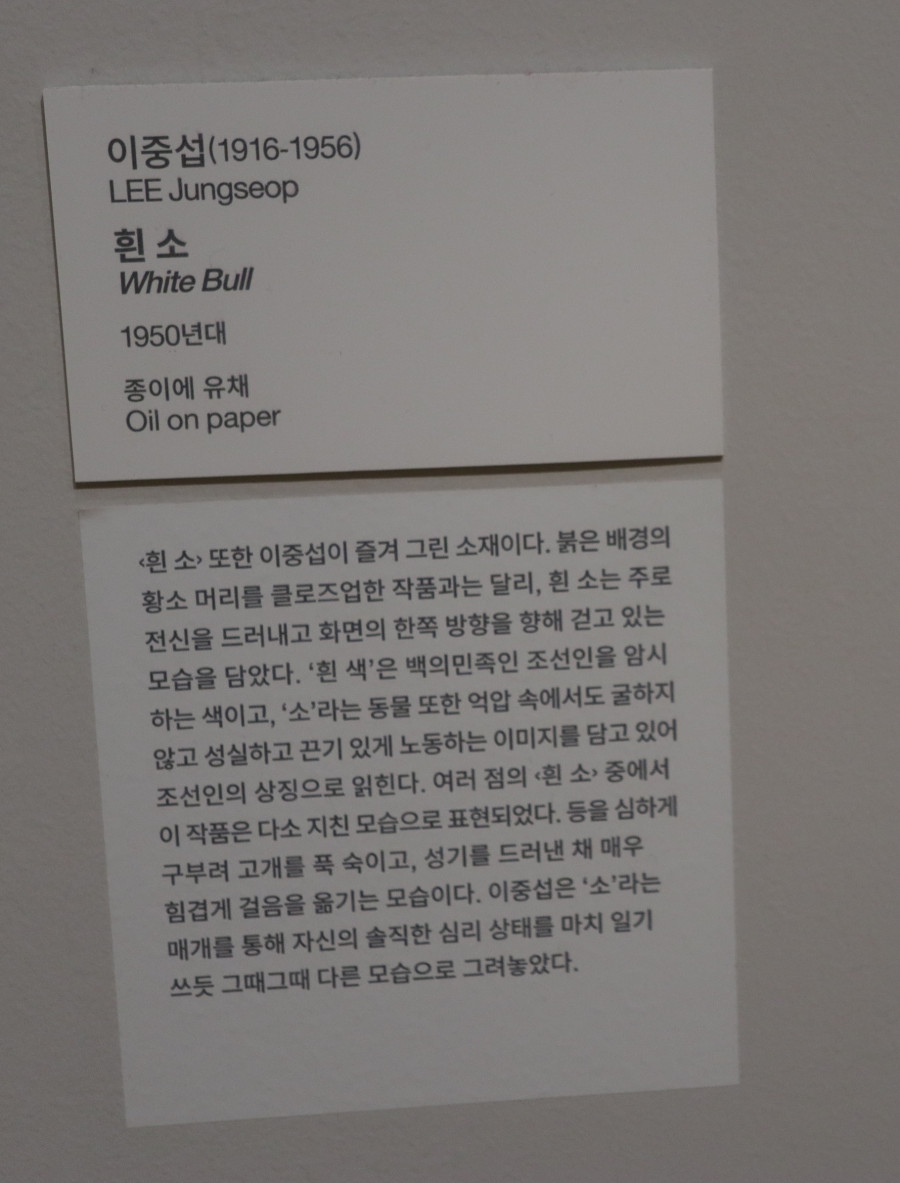 이중섭(1916-1956)
LEE Jungseop
흰 소
White Bull
1950년대
종이에 유채
Oil on paper
‹흰 소› 또한 이중섭이 즐겨 그린 소재이다. 붉은 배경의
황소 머리를 클로즈업한 작품과는 달리, 흰 소는 주로
전신을 드러내고 화면의 한쪽 방향을 향해 걷고 있는
모습을 담았다. ‘흰 색’은 백의민족인 조선인을 암시
하는 색이고, ‘소’라는 동물 또한 억압 속에서도 굴하지
않고 성실하고 끈기 있게 노동하는 이미지를 담고 있어
조선인의 상징으로 읽힌다. 여러 점의 ‹흰 소› 중에서
이 작품은 다소 지친 모습으로 표현되었다. 등을 심하게
구부려 고개를 푹 숙이고, 성기를 드러낸 채 매우
힘겹게 걸음을 옮기는 모습이다. 이중섭은 ‘소’라는
매개를 통해 자신의 솔직한 심리 상태를 마치 일기
쓰듯 그때그때 다른 모습으로 그려놓았다.